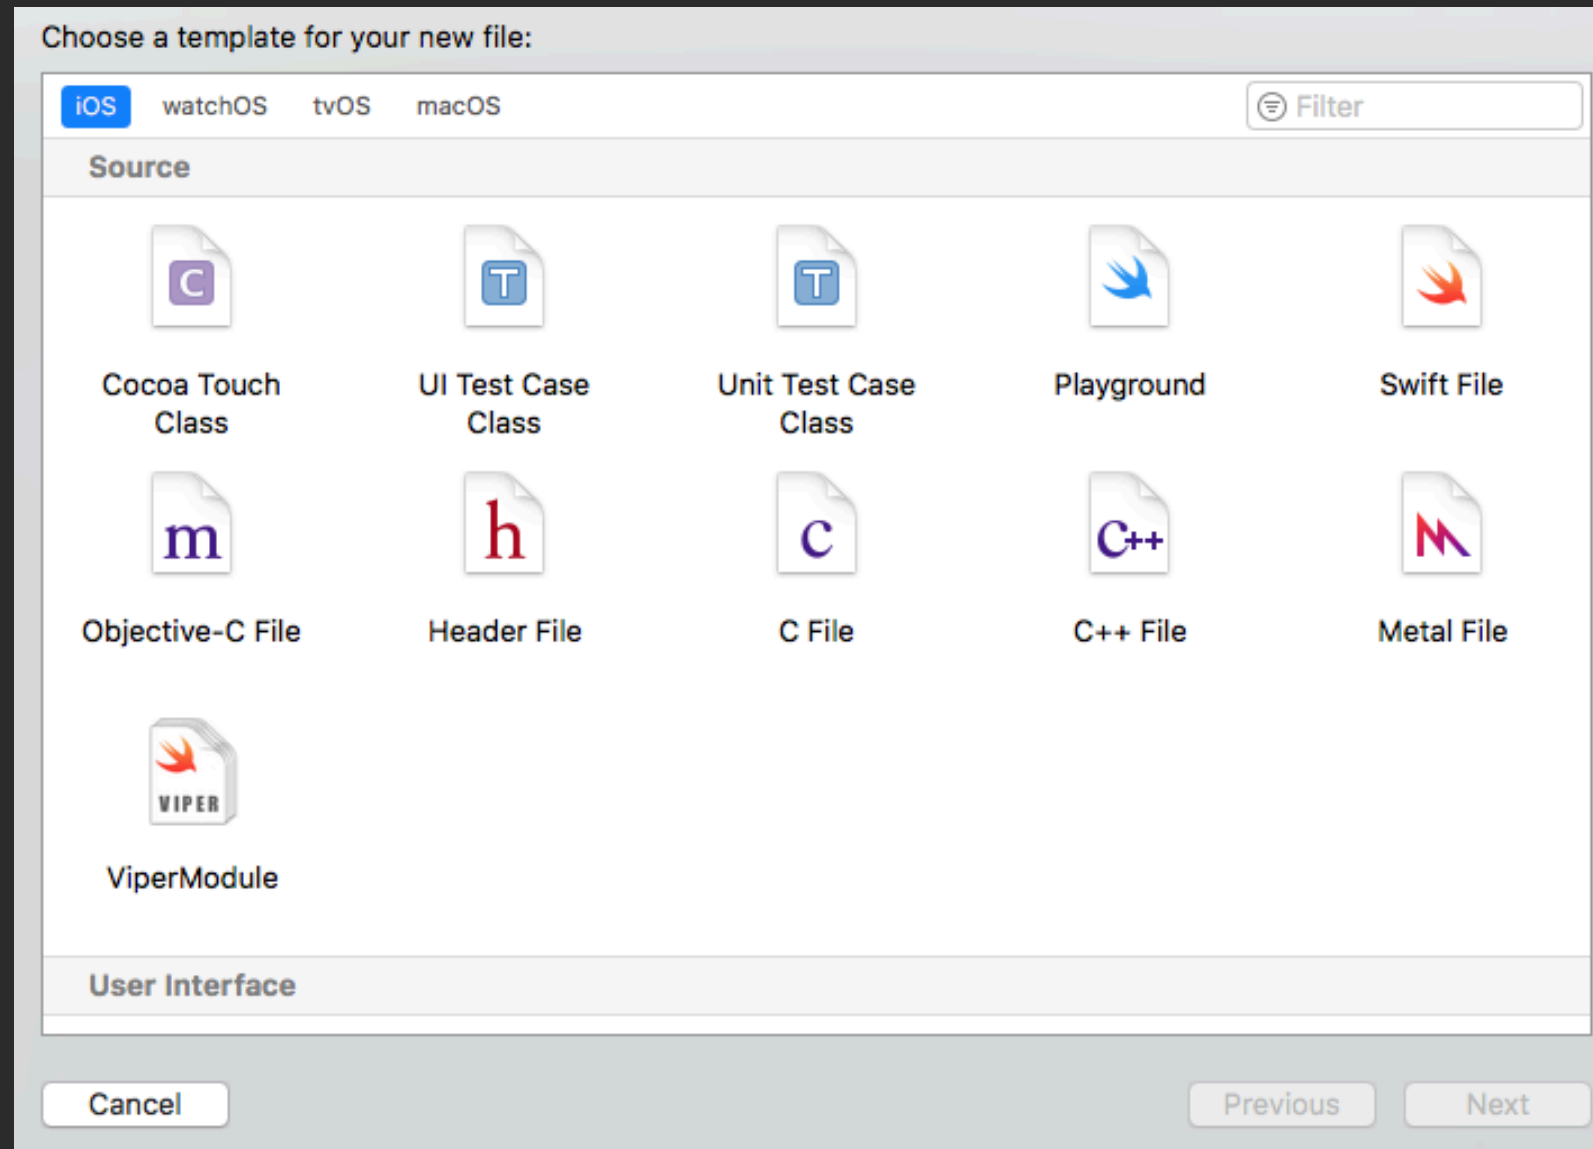 Choose a template for your new file:
iOS watchOS tvOS macOS Filter
Source
C T T
Cocoa Touch Class UI Test Case Class Unit Test Case Class Playground Swift File
m h c C++
Objective-C File Header File C File C++ File Metal File
VIPER
ViperModule
User Interface
Cancel Previous Next